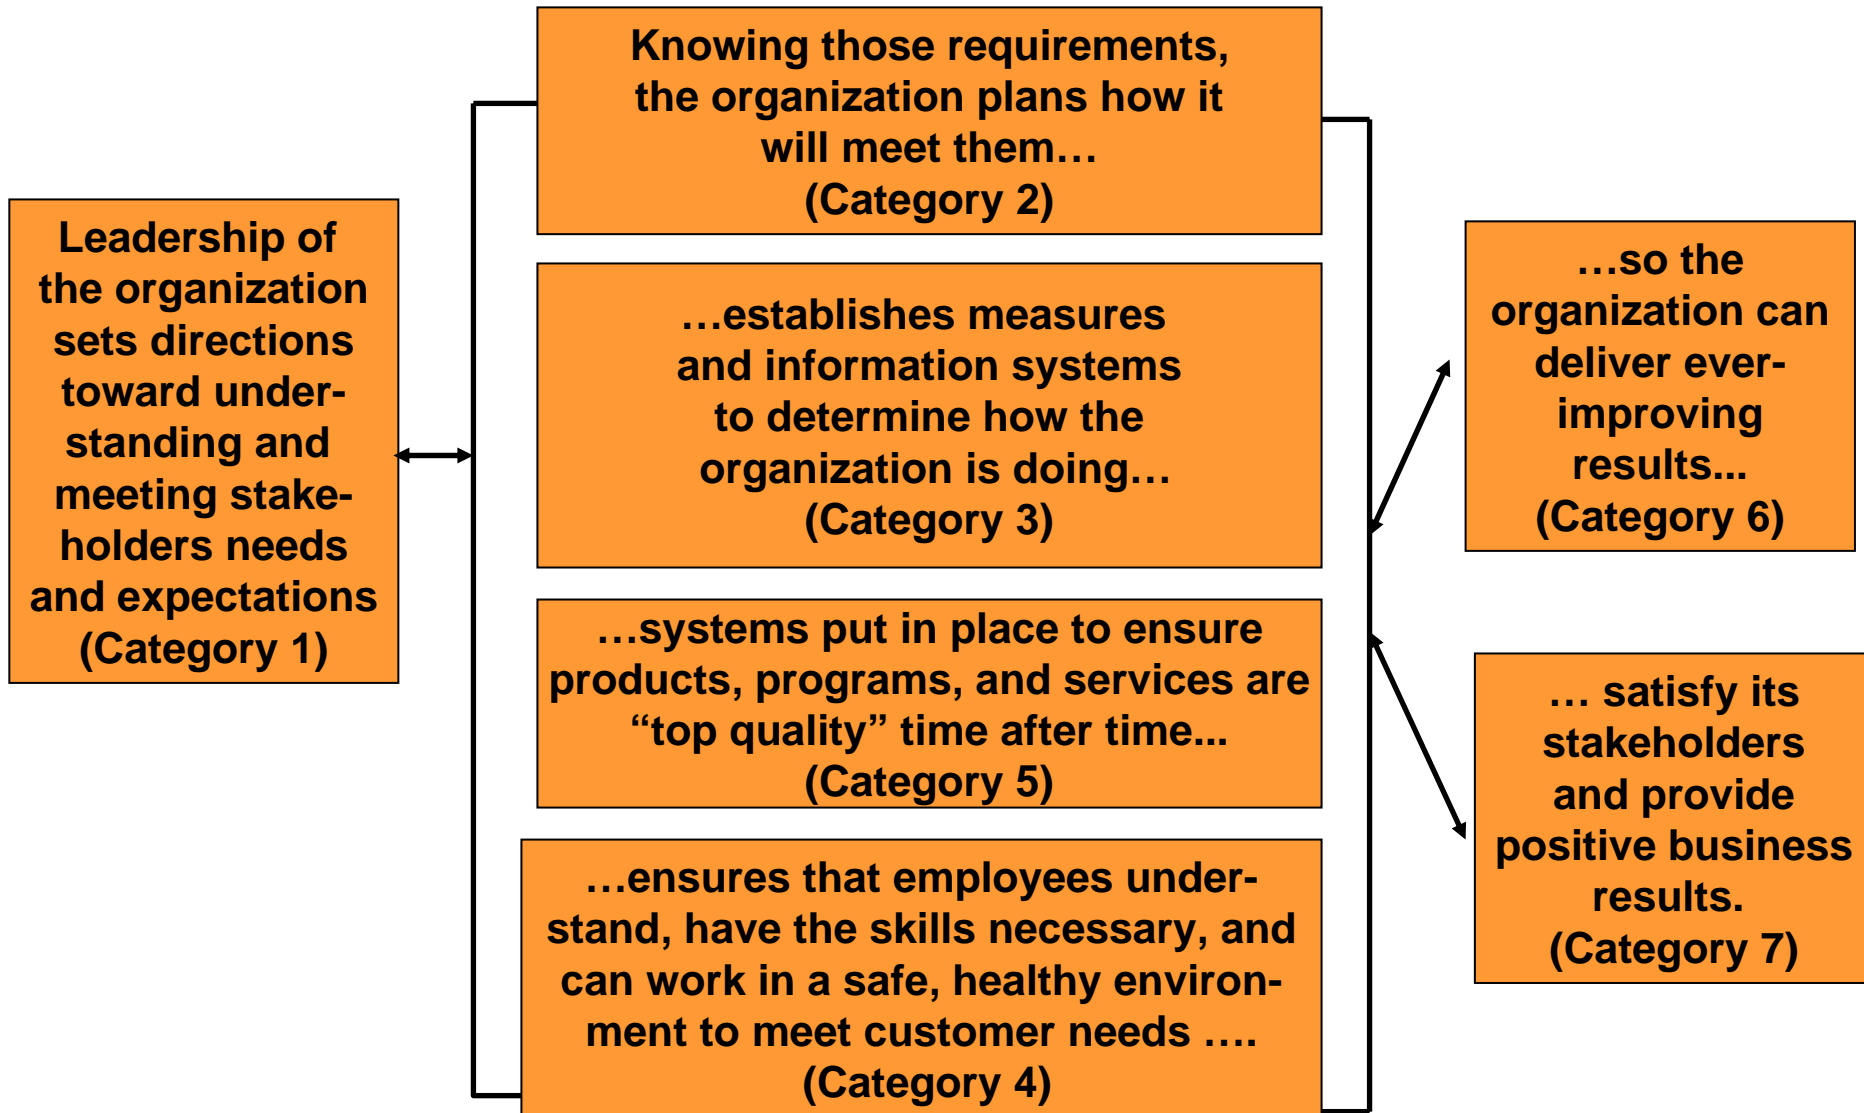 Leadership of
the organization
sets directions
toward under-
standing and
meeting stake-
holders needs
and expectations
(Category 1)
Knowing those requirements,
the organization plans how it
will meet them…
(Category 2)
…establishes measures
and information systems
to determine how the
organization is doing…
(Category 3)
…systems put in place to ensure
products, programs, and services are
“top quality” time after time...
(Category 5)
…ensures that employees under-
stand, have the skills necessary, and
can work in a safe, healthy environ-
ment to meet customer needs ….
(Category 4)
…so the
organization can
deliver ever-
improving
results...
(Category 6)
… satisfy its
stakeholders
and provide
positive business
results.
(Category 7)